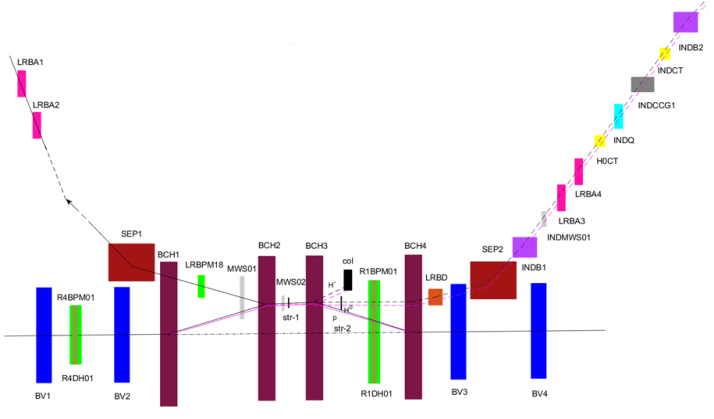 INDB2
LRBA1
INDCT
INDCCG1
LRBA2
INDQ
H0CT
LRBA4
LRBA3
INDMWS01
SEP1
BCH1
BCH2
BCH3
BCH4
INDB1
SEP2
LRBPM18
MWS01
MWS02
col
R1BPM01
LRBD
H-
H0
p
str-1
str-2
R4BPM01
R4DH01
R1DH01
BV1
BV2
BV3
BV4